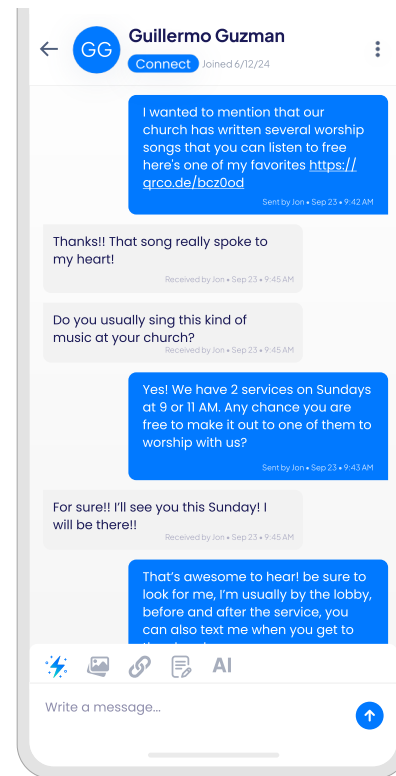 Guillermo Guzman
GG
Connect Joined 6/12/24
I wanted to mention that our
church has written several worship
songs that you can listen to free
here's one of my favorites https://
qrco.de/bcz0od
Sent by Jon • Sep 23 • 9:42 AM
Thanks!! That song really spoke to
my heart!
Received by Jon • Sep 23 • 9:45 AM
Do you usually sing this kind of
music at your church?
Received by Jon • Sep 23 • 9:45 AM
Yes! We have 2 services on Sundays
at 9 or 11 AM. Any chance you are
free to make it out to one of them to
worship with us?
Sent by Jon • Sep 23 • 9:43 AM
For sure!! I'll see you this Sunday! I
will be there!!
Received by Jon • Sep 23 • 9:45 AM
That's awesome to hear! be sure to
look for me, I'm usually by the lobby,
before and after the service, you
can also text me when you get to
AI
Write a message...